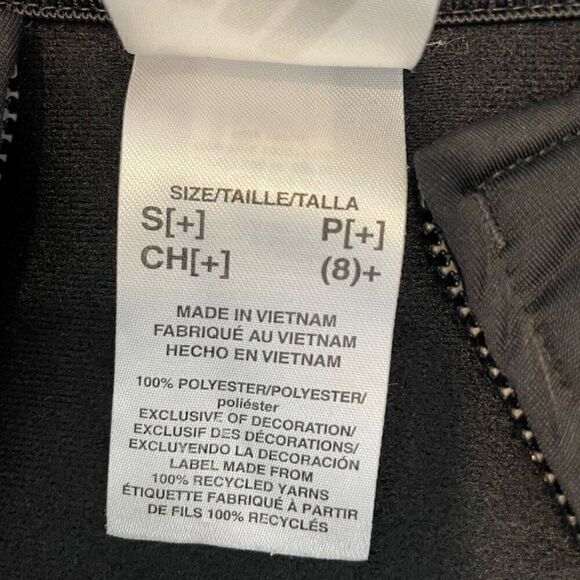 SIZE/TAILLE/TALLA
S[+] P[+]
CH[+] (8)+
MADE IN VIETNAM
FABRIQUÉ AU VIETNAM
HECHO EN VIETNAM
100% POLYESTER/POLYESTER/
poliéster
EXCLUSIVE OF DECORATION/
EXCLUSIF DES DÉCORATIONS/
EXCLUYENDO LA DECORACIÓN
LABEL MADE FROM
100% RECYCLED YARNS
ÉTIQUETTE FABRIQUÉ À PARTIR
DE FILS 100% RECYCLÉS